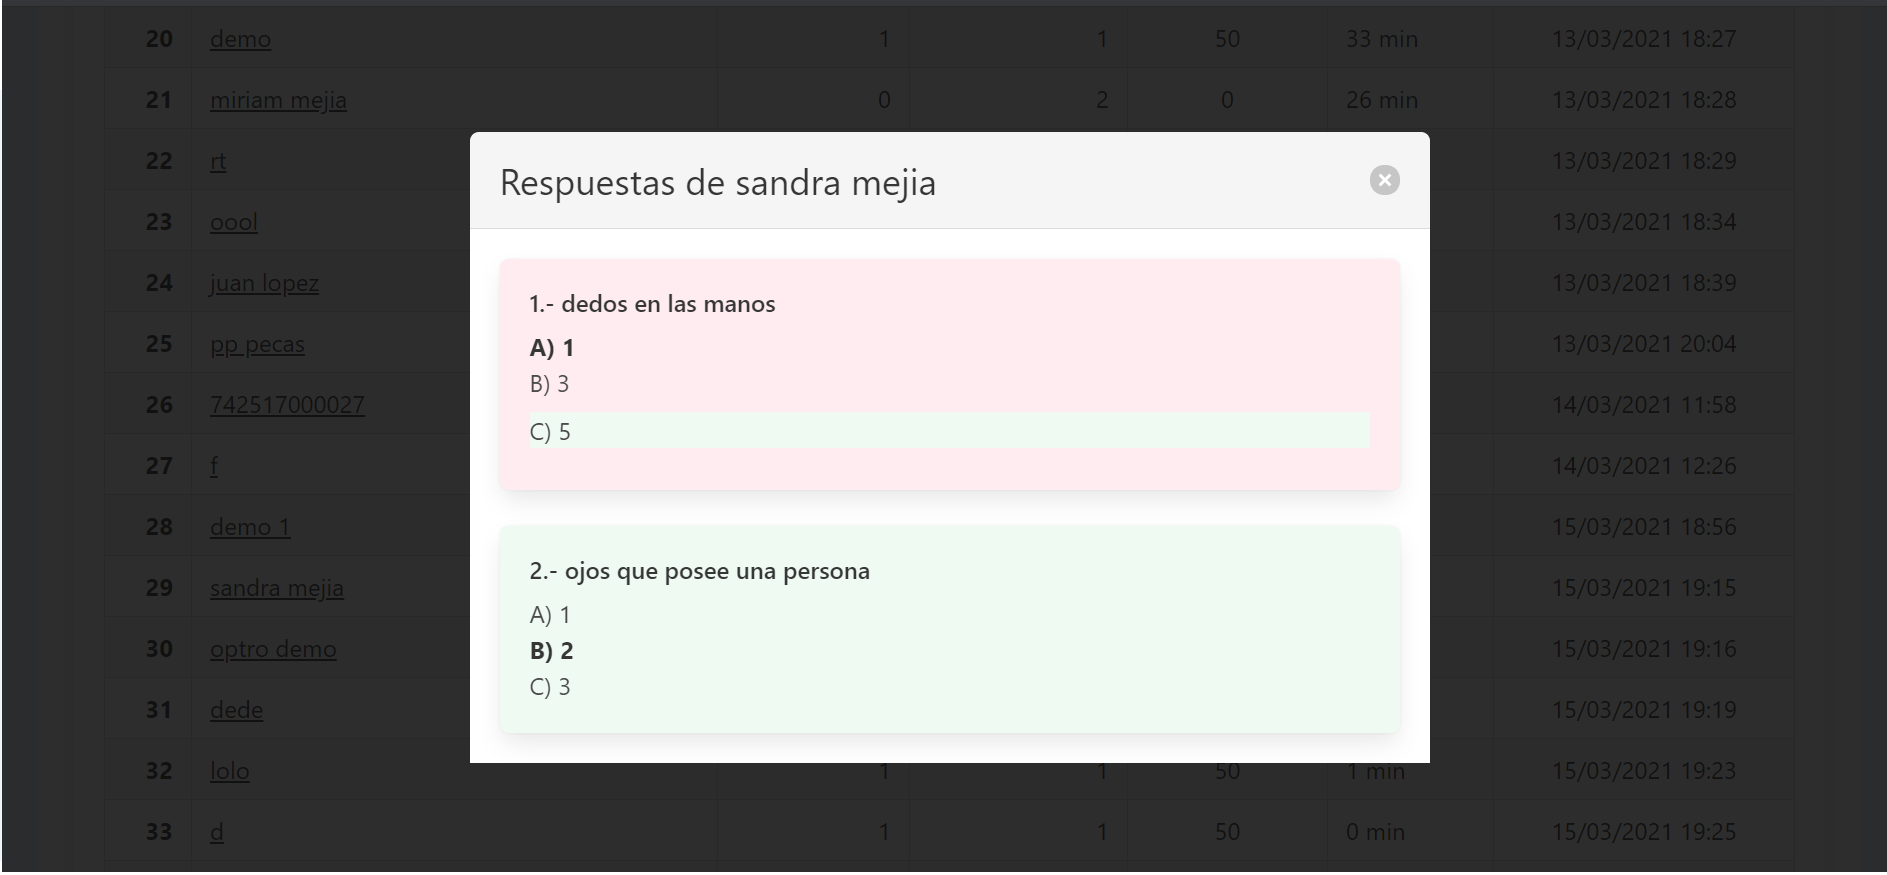 20 demo 1 1 50 33 min 13/03/2021 18:27
21 miriam mejia 0 2 0 26 min 13/03/2021 18:28
22 rt 13/03/2021 18:29
23 oool 13/03/2021 18:34
24 juan lopez 13/03/2021 18:39
25 pp pecas 13/03/2021 20:04
26 742517000027 14/03/2021 11:58
27 f 14/03/2021 12:26
28 demo 1 15/03/2021 18:56
29 sandra mejia 15/03/2021 19:15
30 optro demo 15/03/2021 19:16
31 dede 15/03/2021 19:19
32 lolo 1 1 50 1 min 15/03/2021 19:23
33 d 1 1 50 0 min 15/03/2021 19:25
Respuestas de sandra mejia
1.- dedos en las manos
A) 1
B) 3
C) 5
2.- ojos que posee una persona
A) 1
B) 2
C) 3